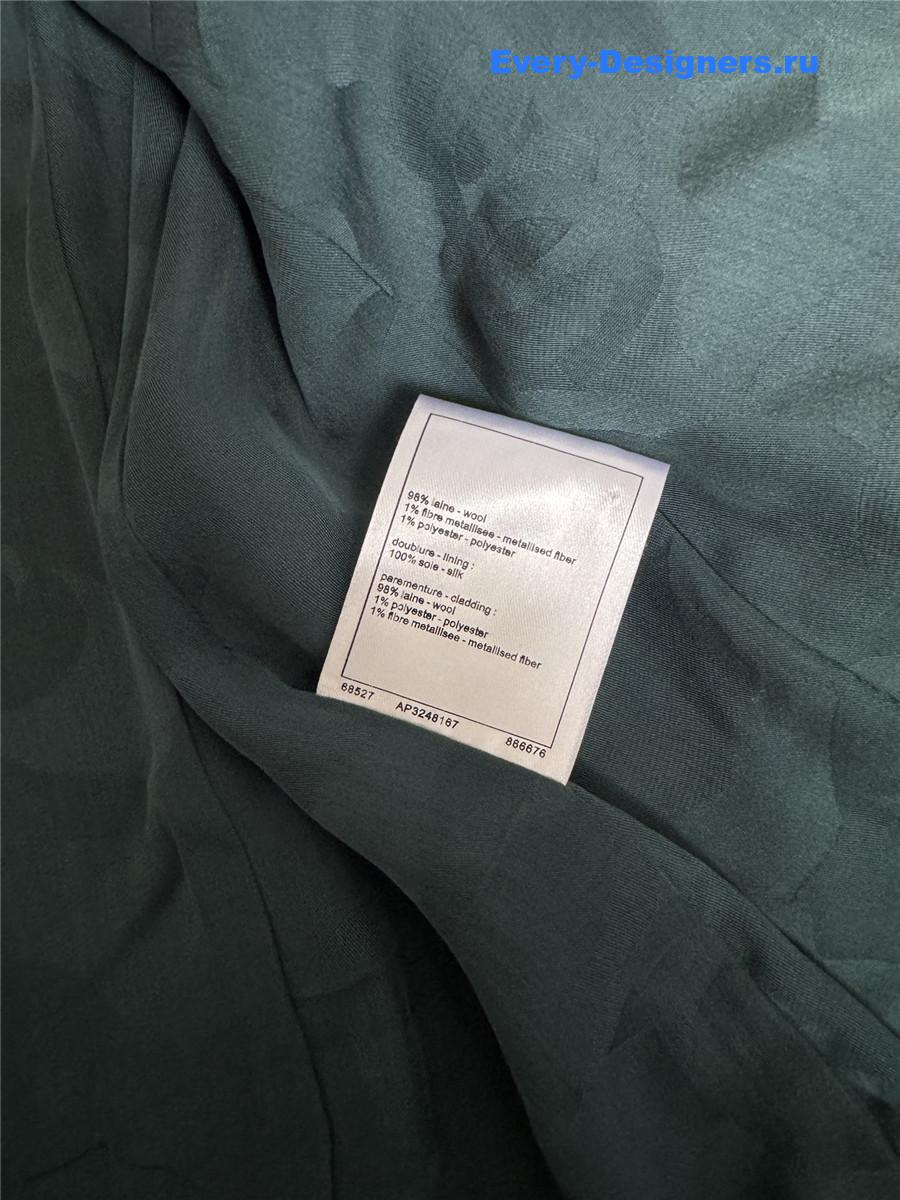 Every-Designers.ru
98% laine - wool
1% fibre metallisee - metallised fiber
1% polyester - polyester
doublure - lining :
100% soie - silk
parementure - cladding :
98% laine - wool
1% polyester - polyester
1% fibre metallisee - metallised fiber
68527 AP3248167 866676